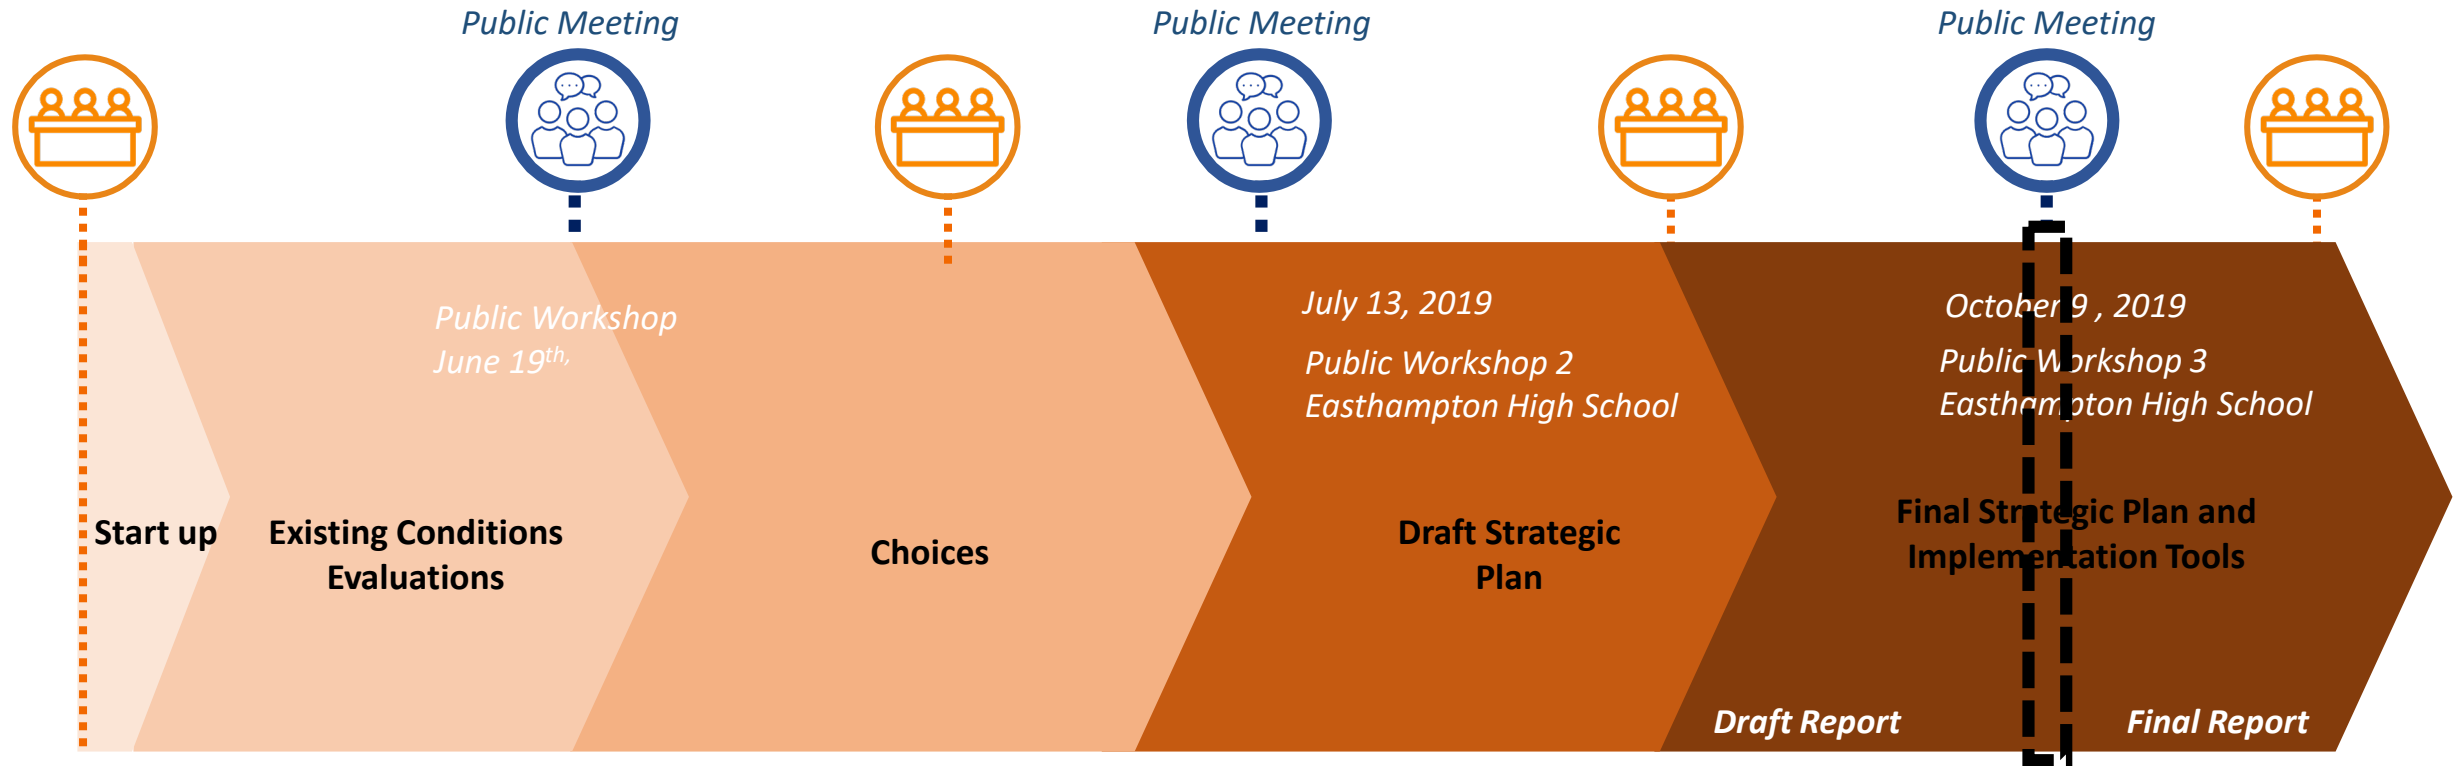 Public Meeting
Public Meeting
Public Meeting
Public Workshop
June 19th,
July 13, 2019
Public Workshop 2
Easthampton High School
October 9 , 2019
Public Workshop 3
Easthampton High School
Start up
Existing Conditions
Evaluations
Choices
Draft Strategic
Plan
Final Strategic Plan and
Implementation Tools
Draft Report
Final Report